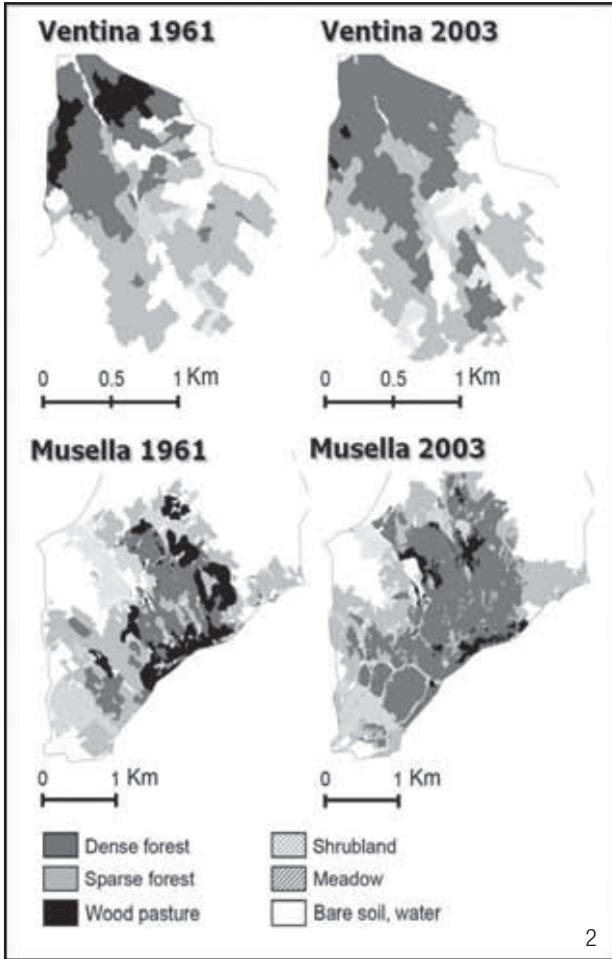 Ventina 1961 Ventina 2003
0 0.5 1 Km 0 0.5 1 Km
Musella 1961 Musella 2003
0 1 Km 0 1 Km
Dense forest Shrubland
Sparse forest Meadow
Wood pasture Bare soil, water
2